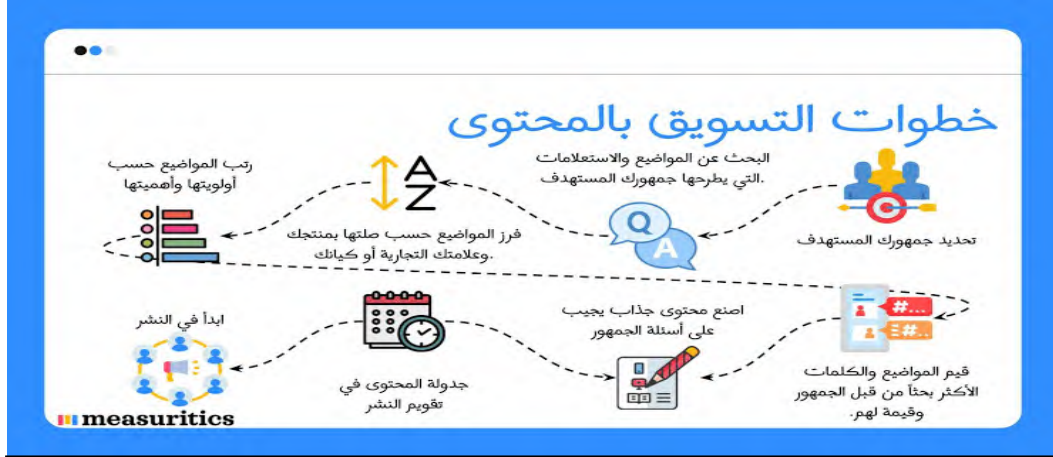 خطوات التسويق بالمحتوى
تحديد جمهورك المستهدف
البحث عن المواضيع والاستعلامات
التي يطرحها جمهورك المستهدف.
Q
A
A
Z
فرز المواضيع حسب صلتها بمنتجك
وعلامتك التجارية أو كيانك.
رتب المواضيع حسب
أولويتها وأهميتها
#...
#..
قيم المواضيع والكلمات
الأكثر بحثاً من قبل الجمهور
وقيمة لهم.
اصنع محتوى جذاب يجيب
على أسئلة الجمهور
جدولة المحتوى في
تقويم النشر
ابدأ في النشر
measuritics